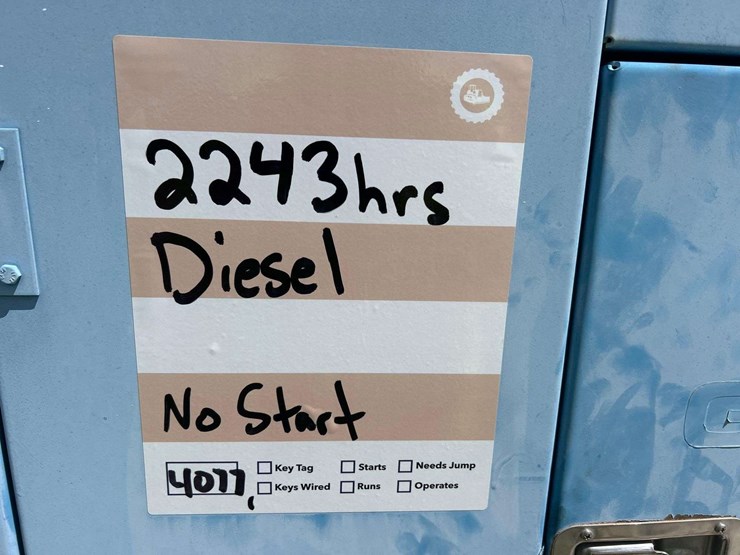 2243hrs
Diesel
No Start
4077, Key Tag Starts Needs Jump
Keys Wired Runs Operates